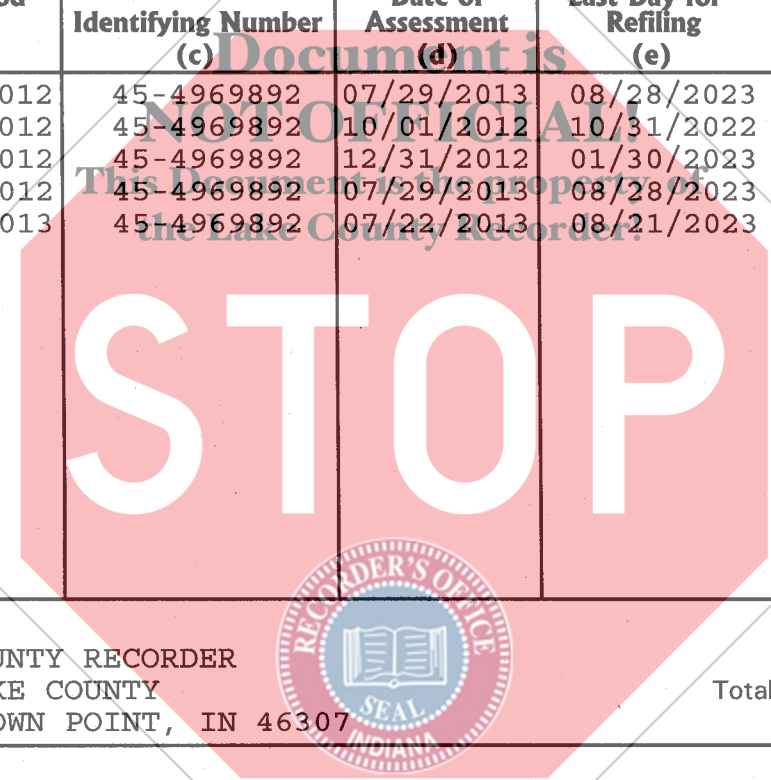 Identifying Number
(c)
Date of
Assessment
(d)
Last Day for
Refiling
(e)
012 45-4969892 07/29/2013 08/28/2023
012 45-4969892 10/01/2012 10/31/2022
012 45-4969892 12/31/2012 01/30/2023
012 45-4969892 07/29/2013 08/28/2023
013 45-4969892 07/22/2013 08/21/2023
Document is
NOT OFFICIAL!
This Document is the property of
the Lake County Recorder!
STOP
RECORDER'S OFFICE
SEAL
INDIANA
UNTY RECORDER
KE COUNTY
OWN POINT, IN 46307
Total